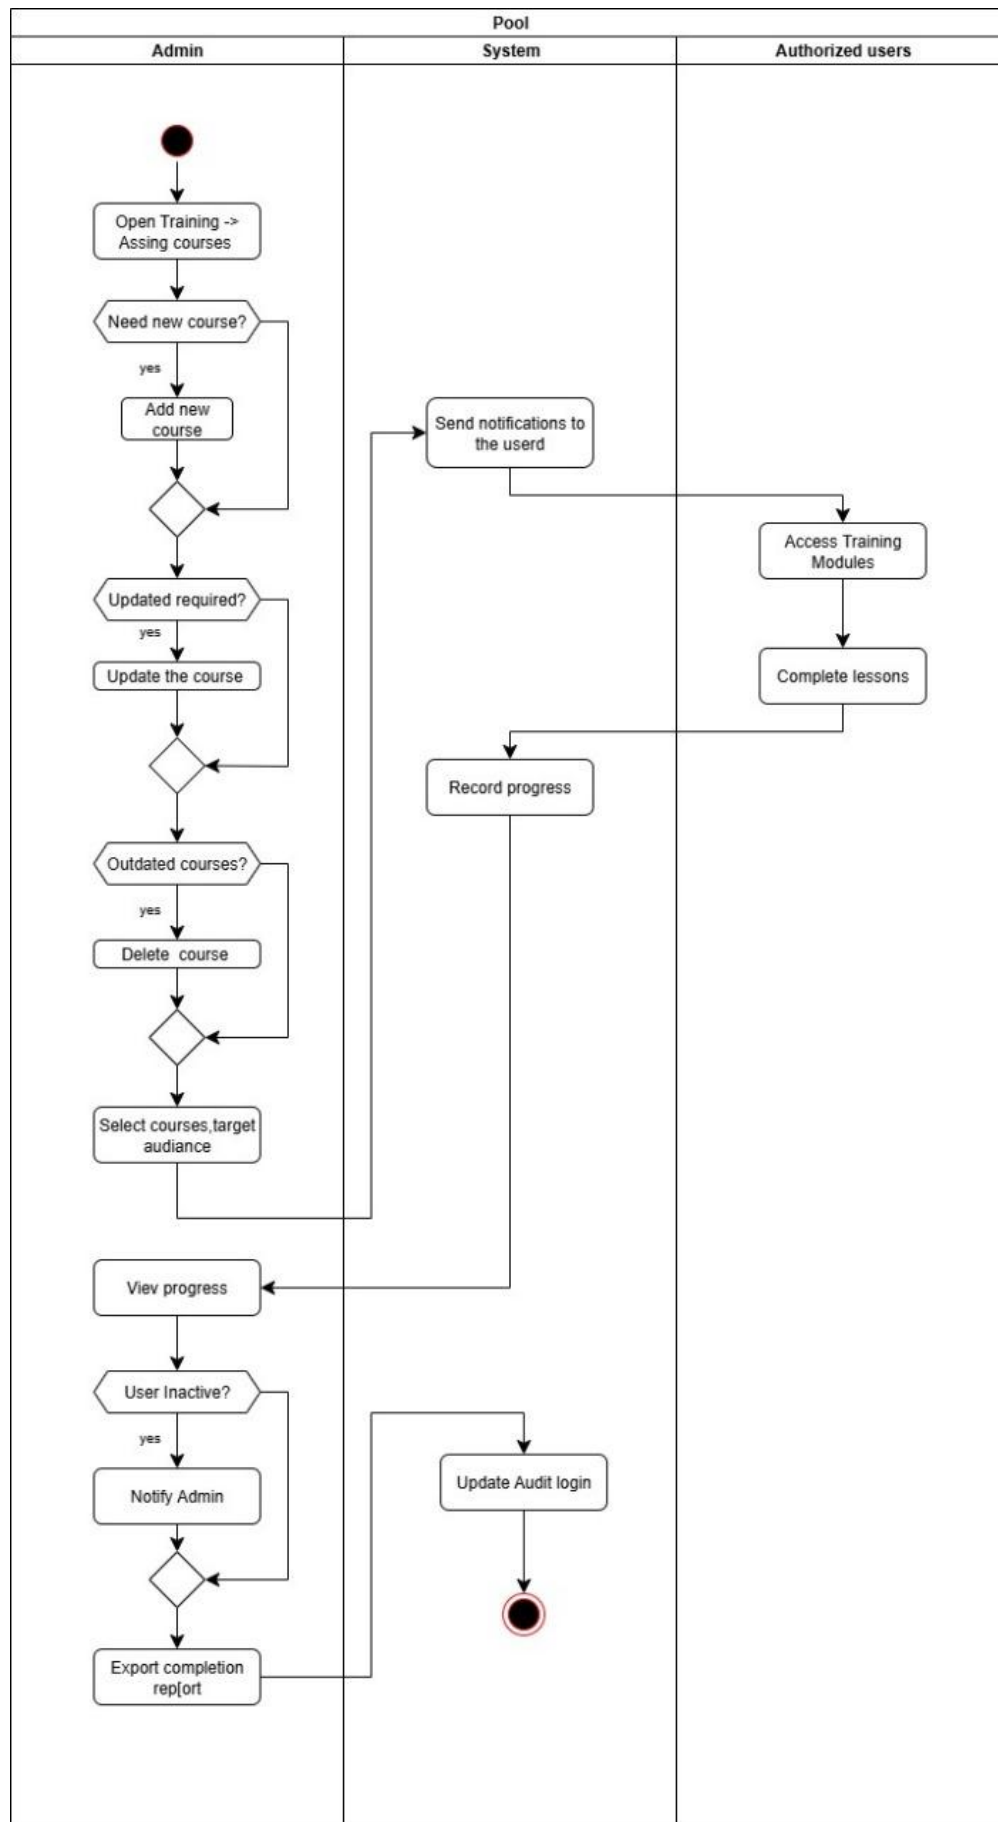 Pool
Admin
System
Authorized users
Open Training ->
Assing courses
Need new course?
yes
Add new
course
Updated required?
yes
Update the course
Outdated courses?
yes
Delete  course
Select courses,target
audiance
Send notifications to
the userd
Access Training
Modules
Complete lessons
Record progress
Viev progress
User Inactive?
yes
Notify Admin
Export completion
rep[ort
Update Audit login